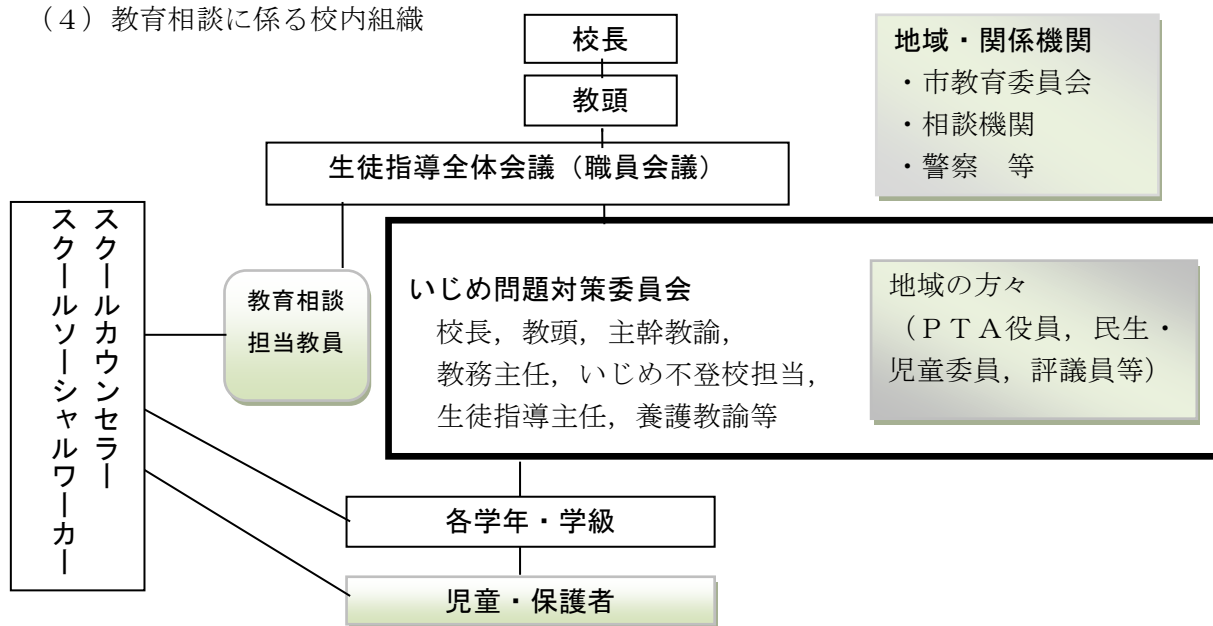 （４）教育相談に係る校内組織
校長
教頭
生徒指導全体会議（職員会議）
地域・関係機関
・市教育委員会
・相談機関
・警察　等
スクールカウンセラー
スクールソーシャルワーカー
教育相談
担当教員
いじめ問題対策委員会
校長，教頭，主幹教諭，
教務主任，いじめ不登校担当，
生徒指導主任，養護教諭等
地域の方々
（ＰＴＡ役員，民生・
児童委員，評議員等）
各学年・学級
児童・保護者